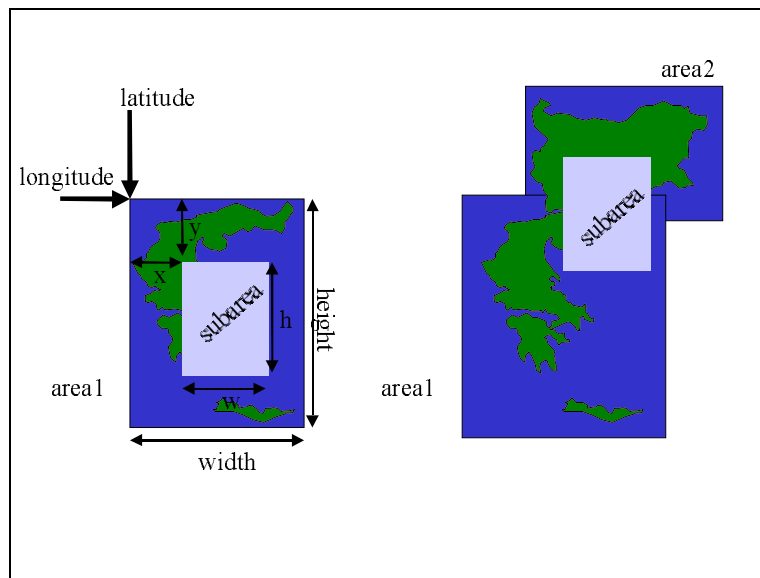 area2
latitude
longitude
y
subarea
x
subarea
h
height
area1
area1
w
width